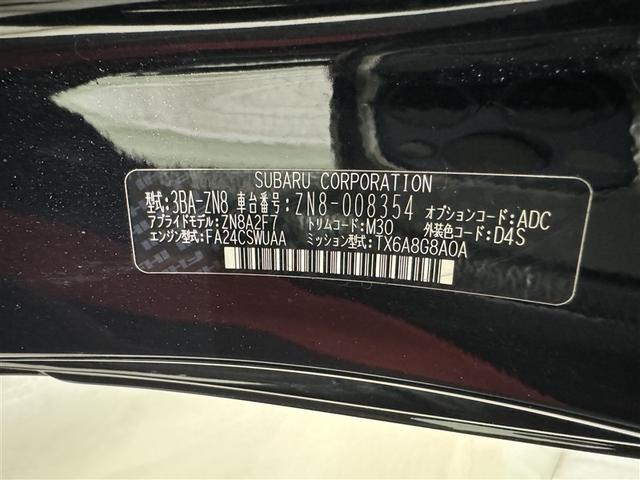 SUBARU CORPORATION
型式:3BA-ZN8 車台番号:ZN8-008354 オプションコード:ADC
アプライドモデル:ZN8A2F7 トリムコード:M30 外装色コード:D4S
エンジン型式:FA24CSWUAA ミッション型式:TX6A8G8A0A